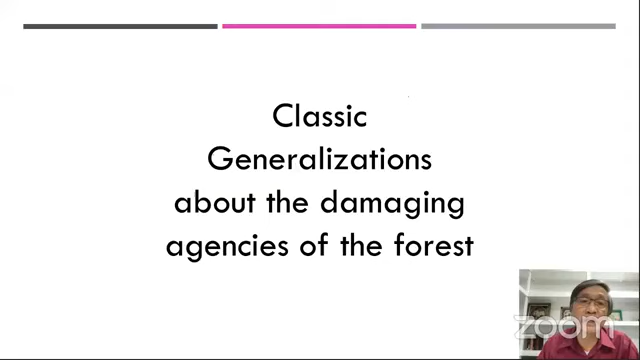 Classic
Generalizations
about the damaging
agencies of the forest
zoom